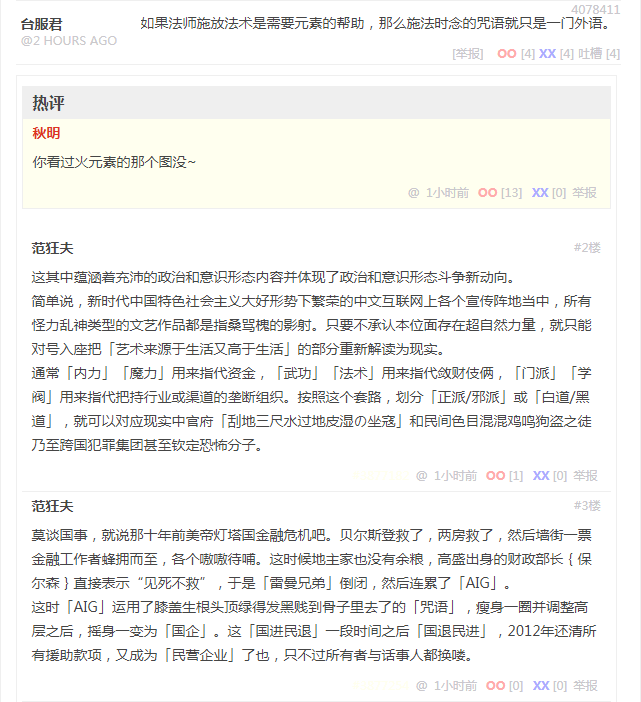 4078411
台服君
如果法师施放法术是需要元素的帮助，那么施法时念的咒语就只是一门外语。
@2 HOURS AGO
[举报] OO [4] XX [4] 吐槽 [4]
热评
秋明
你看过火元素的那个图没~
@ 1小时前 OO [13] XX [0] 举报
范狂夫 #2楼
这其中蕴涵着充沛的政治和意识形态内容并体现了政治和意识形态斗争新动向。
简单说，新时代中国特色社会主义大好形势下繁荣的中文互联网上各个宣传阵地当中，所有
怪力乱神类型的文艺作品都是指桑骂槐的影射。只要不承认本位面存在超自然力量，就只能
对号入座把「艺术来源于生活又高于生活」的部分重新解读为现实。
通常「内力」「魔力」用来指代资金，「武功」「法术」用来指代敛财伎俩，「门派」「学
阀」用来指代把持行业或渠道的垄断组织。按照这个套路，划分「正派/邪派」或「白道/黑
道」，就可以对应现实中官府「刮地三尺水过地皮湿の坐寇」和民间色目混混鸡鸣狗盗之徒
乃至跨国犯罪集团甚至钦定恐怖分子。
@ 1小时前 OO [1] XX [0] 举报
范狂夫 #3楼
莫谈国事，就说那十年前美帝灯塔国金融危机吧。贝尔斯登救了，两房救了，然后墙街一票
金融工作者蜂拥而至，各个嗷嗷待哺。这时候地主家也没有余粮，高盛出身的财政部长｛保
尔森｝直接表示“见死不救”，于是「雷曼兄弟」倒闭，然后连累了「AIG」。
这时「AIG」运用了膝盖生根头顶绿得发黑贱到骨子里去了的「咒语」，瘦身一圈并调整高
层之后，摇身一变为「国企」。这「国进民退」一段时间之后「国退民进」，2012年还清所
有援助款项，又成为「民营企业」了也，只不过所有者与话事人都换喽。
@ 1小时前 OO [0] XX [0] 举报